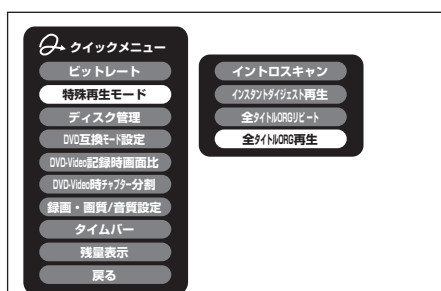 クイックメニュー
ビットレート
特殊再生モード
ディスク管理
DVD互換ﾓｰﾄﾞ設定
DVD-Video記録時画面比
DVD-Video時ﾁｬﾌﾟﾀｰ分割
録画・画質/音質設定
タイムバー
残量表示
戻る
イントロスキャン
ｲﾝｽﾀﾝﾄﾀﾞｲｼﾞｪｽﾄ再生
全ﾀｲﾄﾙORGﾘﾋﾟｰﾄ
全ﾀｲﾄﾙORG再生